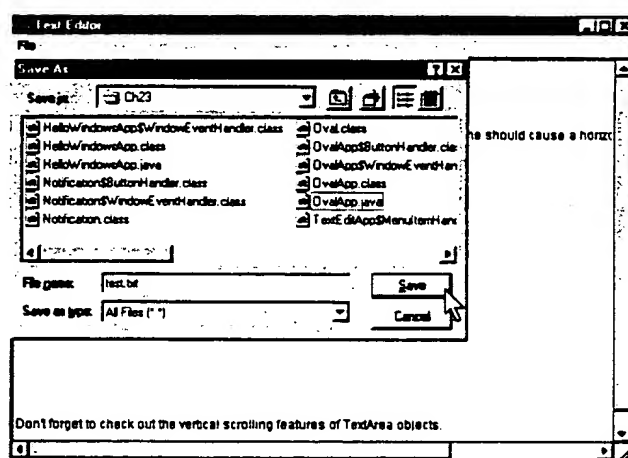 Text Editor
File
Save As
Save in: Ch23
HelloWindowsApp$WindowEventHandler.class
HelloWindowsApp.class
HelloWindowsApp.java
Notification$ButtonHandler.class
Notification$WindowEventHandler.class
Notification.class
Oval.class
OvalApp$ButtonHandler.clas
OvalApp$WindowEventHan
OvalApp.class
OvalApp.java
TextEditApp$MenuItemHand
he should cause a horizo
File name: test.txt
Save
Save as type: All Files (*.*)
Cancel
Don't forget to check out the vertical scrolling features of TextArea objects.